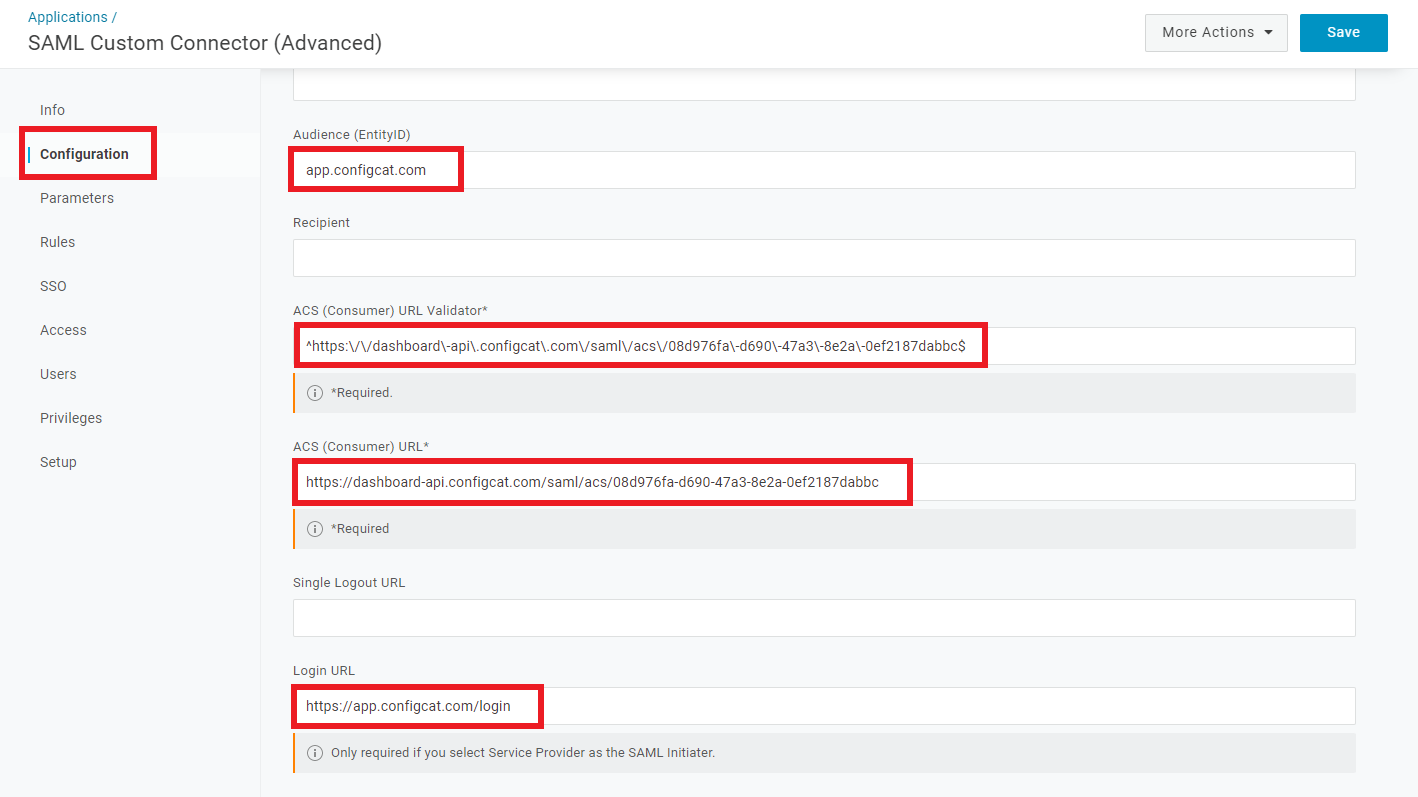 Applications /
SAML Custom Connector (Advanced)
More Actions
Save
Info
Configuration
Parameters
Rules
SSO
Access
Users
Privileges
Setup
Audience (EntityID)
app.configcat.com
Recipient
ACS (Consumer) URL Validator*
^https:\/\/dashboard\-api\.configcat\.com\/saml\/acs\/08d976fa\-d690\-47a3\-8e2a\-0ef2187dabbc$
*Required.
ACS (Consumer) URL*
https://dashboard-api.configcat.com/saml/acs/08d976fa-d690-47a3-8e2a-0ef2187dabbc
*Required
Single Logout URL
Login URL
https://app.configcat.com/login
Only required if you select Service Provider as the SAML Initiater.